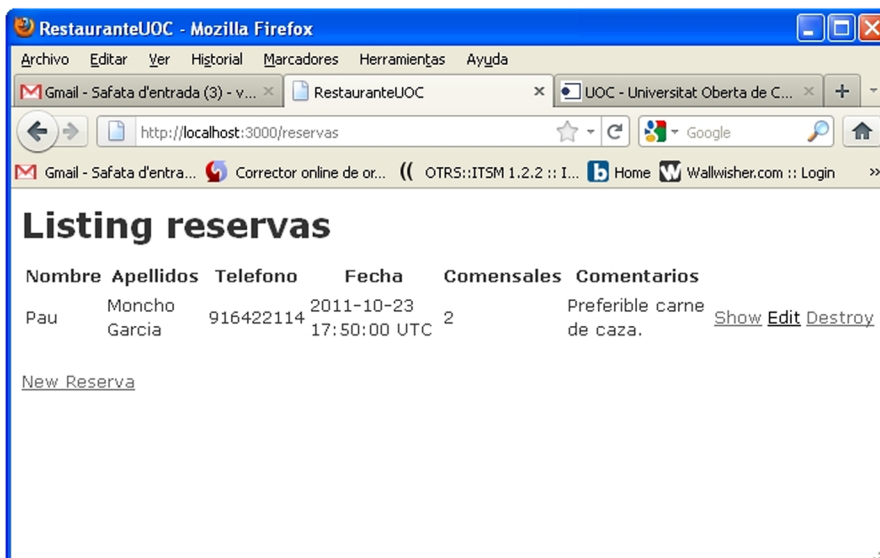 RestauranteUOC - Mozilla Firefox
Archivo Editar Ver Historial Marcadores Herramientas Ayuda
Gmail - Safata d'entrada (3) - v... RestauranteUOC UOC - Universitat Oberta de C...
http://localhost:3000/reservas Google
Gmail - Safata d'entra... Corrector online de or... OTRS::ITSM 1.2.2 :: I... Home Wallwisher.com :: Login
Listing reservas
Nombre Apellidos Telefono Fecha Comensales Comentarios
Pau Moncho Garcia 916422114 2011-10-23 17:50:00 UTC 2 Preferible carne de caza. Show Edit Destroy
New Reserva